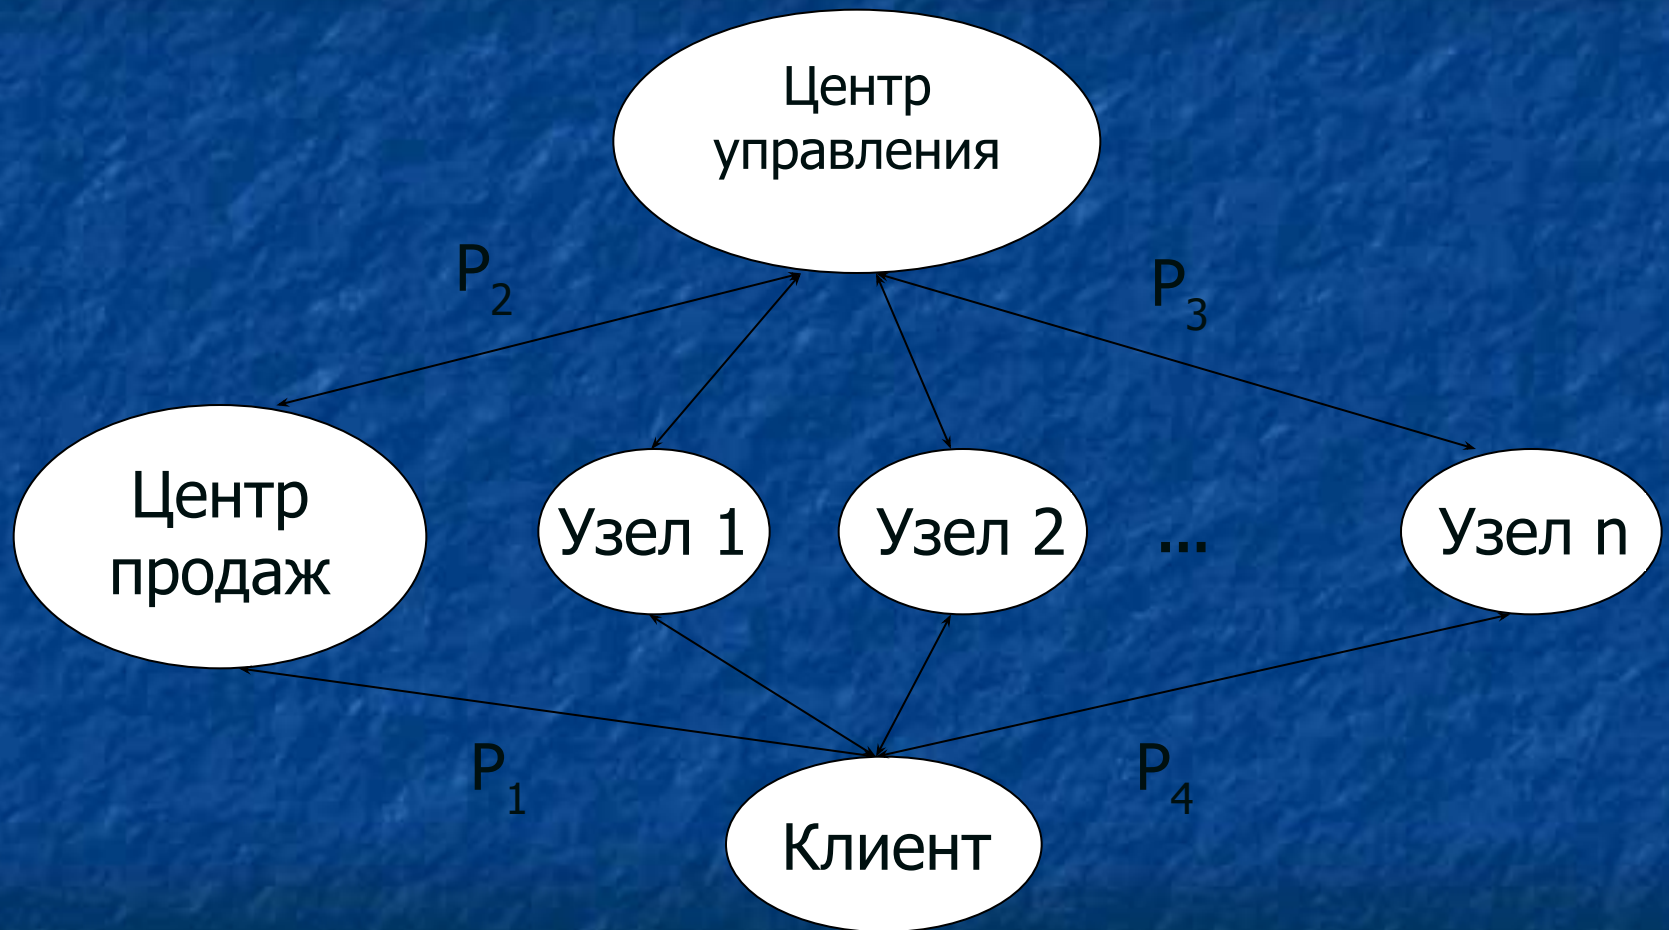 Центр
управления
P2
P3
Центр
продаж
Узел 1
Узел 2
...
Узел n
P1
P4
Клиент